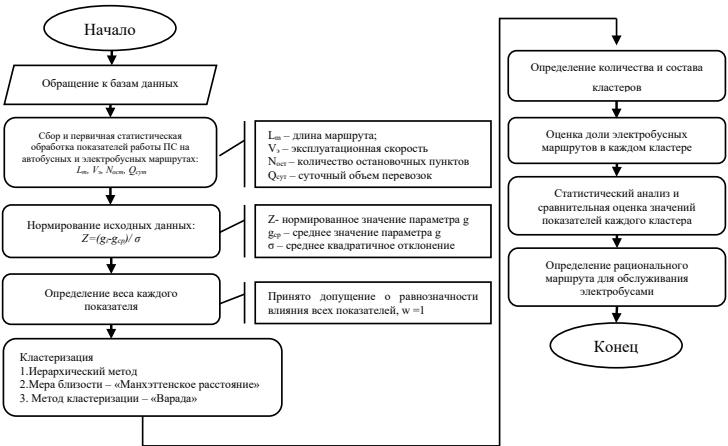 Начало
Обращение к базам данных
Сбор и первичная статистическая
обработка показателей работы ПС на
автобусных и электробусных маршрутах:
Lm, Vэ, Nост, Qсут
Lm – длина маршрута;
Vэ – эксплуатационная скорость
Nост – количество остановочных пунктов
Qсут – суточный объем перевозок
Нормирование исходных данных:
Z=(gi-gср)/ σ
Z- нормированное значение параметра g
gср – среднее значение параметра g
σ – среднее квадратичное отклонение
Определение веса каждого
показателя
Принято допущение о равнозначности
влияния всех показателей, w =1
Кластеризация
1.Иерархический метод
2.Мера близости – «Манхэттенское расстояние»
3. Метод кластеризации – «Варада»
Определение количества и состава
кластеров
Оценка доли электробусных
маршрутов в каждом кластере
Статистический анализ и
сравнительная оценка значений
показателей каждого кластера
Определение рационального
маршрута для обслуживания
электробусами
Конец